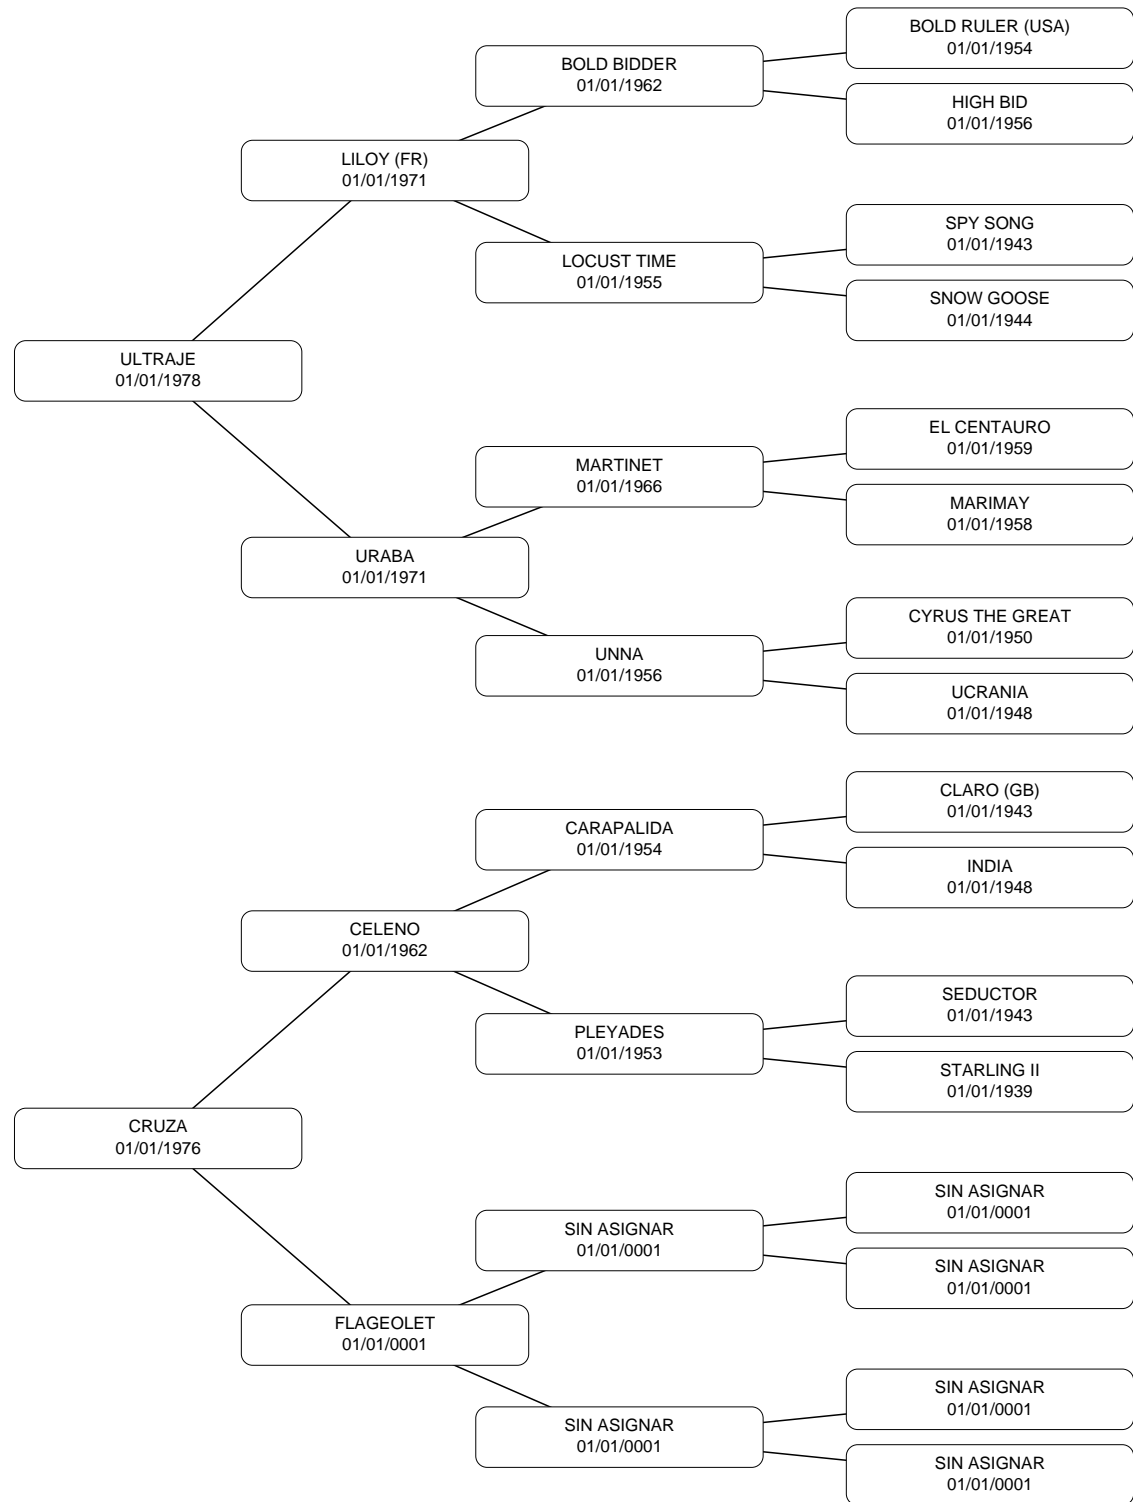 BOLD RULER (USA)
01/01/1954
BOLD BIDDER
01/01/1962
HIGH BID
01/01/1956
LILOY (FR)
01/01/1971
SPY SONG
01/01/1943
LOCUST TIME
01/01/1955
SNOW GOOSE
01/01/1944
ULTRAJE
01/01/1978
EL CENTAURO
01/01/1959
MARTINET
01/01/1966
MARIMAY
01/01/1958
URABA
01/01/1971
CYRUS THE GREAT
01/01/1950
UNNA
01/01/1956
UCRANIA
01/01/1948
CLARO (GB)
01/01/1943
CARAPALIDA
01/01/1954
INDIA
01/01/1948
CELENO
01/01/1962
SEDUCTOR
01/01/1943
PLEYADES
01/01/1953
STARLING II
01/01/1939
CRUZA
01/01/1976
SIN ASIGNAR
01/01/0001
SIN ASIGNAR
01/01/0001
SIN ASIGNAR
01/01/0001
FLAGEOLET
01/01/0001
SIN ASIGNAR
01/01/0001
SIN ASIGNAR
01/01/0001
SIN ASIGNAR
01/01/0001